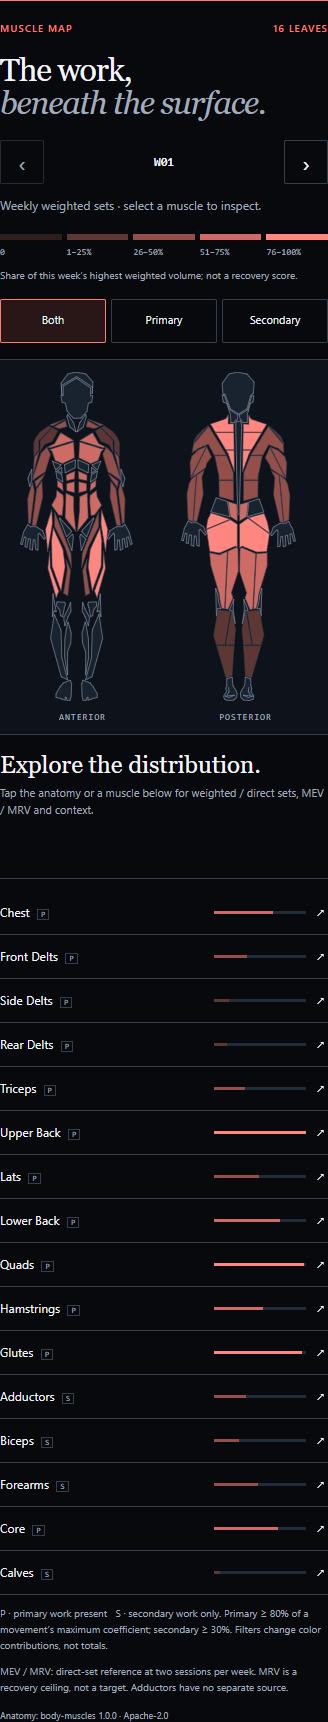 MUSCLE MAP 16 LEAVES
The work,
beneath the surface.
‹ W01 ›
Weekly weighted sets · select a muscle to inspect.
0 1–25% 26–50% 51–75% 76–100%
Share of this week's highest weighted volume; not a recovery score.
Both Primary Secondary
ANTERIOR POSTERIOR
Explore the distribution.
Tap the anatomy or a muscle below for weighted / direct sets, MEV
/ MRV and context.
Chest P ↗
Front Delts P ↗
Side Delts P ↗
Rear Delts P ↗
Triceps P ↗
Upper Back P ↗
Lats P ↗
Lower Back P ↗
Quads P ↗
Hamstrings P ↗
Glutes P ↗
Adductors S ↗
Biceps S ↗
Forearms S ↗
Core P ↗
Calves S ↗
P · primary work present S · secondary work only. Primary ≥ 80% of a
movement's maximum coefficient; secondary ≥ 30%. Filters change color
contributions, not totals.
MEV / MRV: direct-set reference at two sessions per week. MRV is a
recovery ceiling, not a target. Adductors have no separate source.
Anatomy: body-muscles 1.0.0 · Apache-2.0